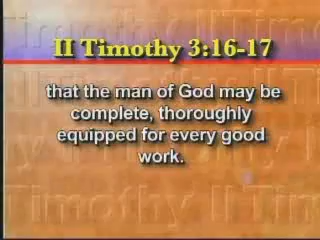 II Timothy 3:16-17
that the man of God may be
complete, thoroughly
equipped for every good
work.